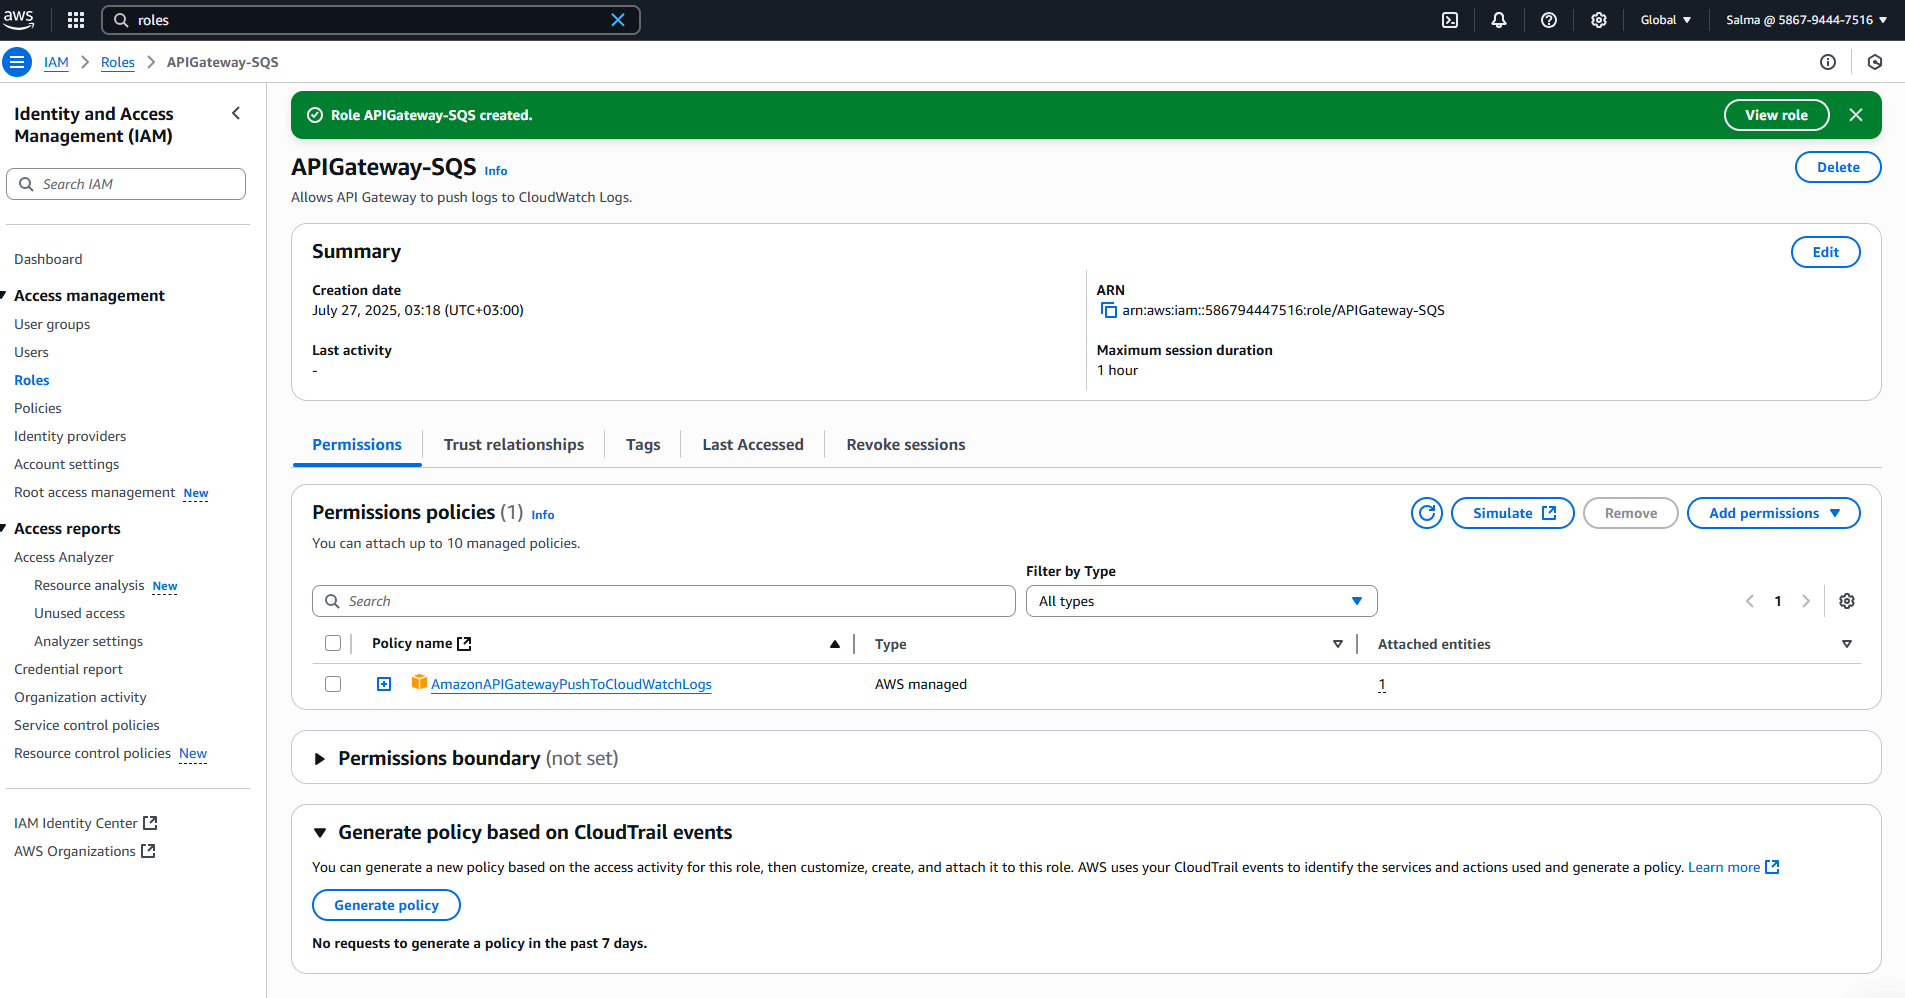 aws
roles
Global
Salma @ 5867-9444-7516
IAM
Roles
APIGateway-SQS
Identity and Access
Management (IAM)
Search IAM
Dashboard
Access management
User groups
Users
Roles
Policies
Identity providers
Account settings
Root access management New
Access reports
Access Analyzer
Resource analysis New
Unused access
Analyzer settings
Credential report
Organization activity
Service control policies
Resource control policies New
IAM Identity Center
AWS Organizations
Role APIGateway-SQS created.
View role
APIGateway-SQS Info
Delete
Allows API Gateway to push logs to CloudWatch Logs.
Summary
Edit
Creation date
July 27, 2025, 03:18 (UTC+03:00)
ARN
arn:aws:iam::586794447516:role/APIGateway-SQS
Last activity
-
Maximum session duration
1 hour
Permissions
Trust relationships
Tags
Last Accessed
Revoke sessions
Permissions policies (1) Info
Simulate
Remove
Add permissions
You can attach up to 10 managed policies.
Filter by Type
Search
All types
1
Policy name
Type
Attached entities
AmazonAPIGatewayPushToCloudWatchLogs
AWS managed
1
Permissions boundary (not set)
Generate policy based on CloudTrail events
You can generate a new policy based on the access activity for this role, then customize, create, and attach it to this role. AWS uses your CloudTrail events to identify the services and actions used and generate a policy. Learn more
Generate policy
No requests to generate a policy in the past 7 days.